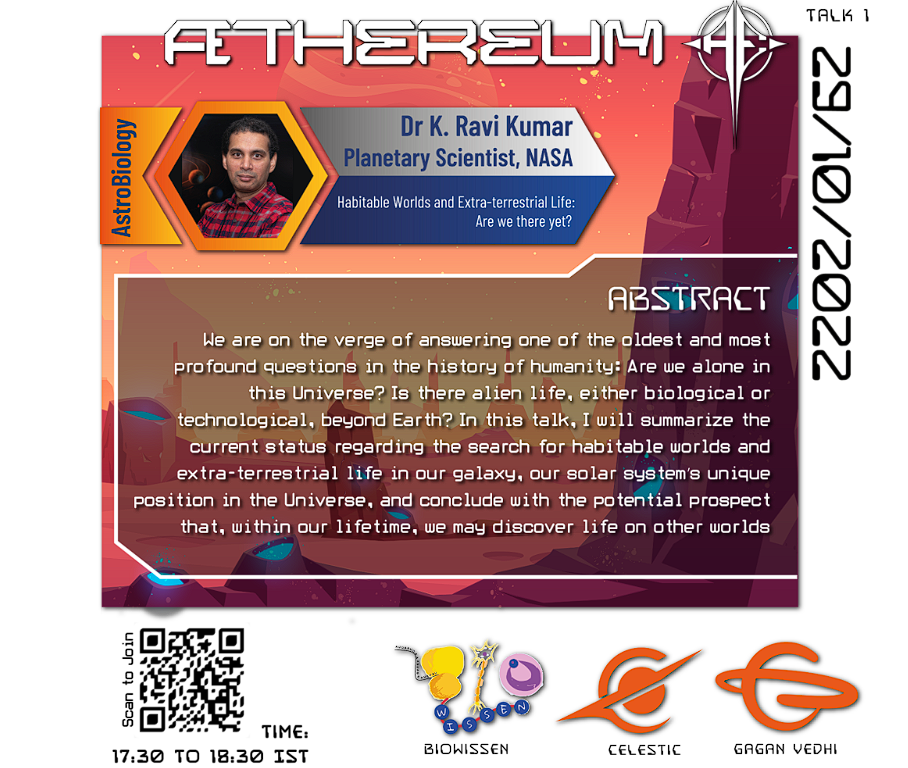 ÆTHEREUM
AE
TALK 1
29/01/2022
AstroBiology
Dr K. Ravi Kumar
Planetary Scientist, NASA
Habitable Worlds and Extra-terrestrial Life:
Are we there yet?
ABSTRACT
We are on the verge of answering one of the oldest and most
profound questions in the history of humanity: Are we alone in
this Universe? Is there alien life, either biological or
technological, beyond Earth? In this talk, I will summarize the
current status regarding the search for habitable worlds and
extra-terrestrial life in our galaxy, our solar system's unique
position in the Universe, and conclude with the potential prospect
that, within our lifetime, we may discover life on other worlds
Scan to Join
TIME:
17:30 TO 18:30 IST
WISSEN
BIOWISSEN
CELESTIC
GAGAN VEDHI